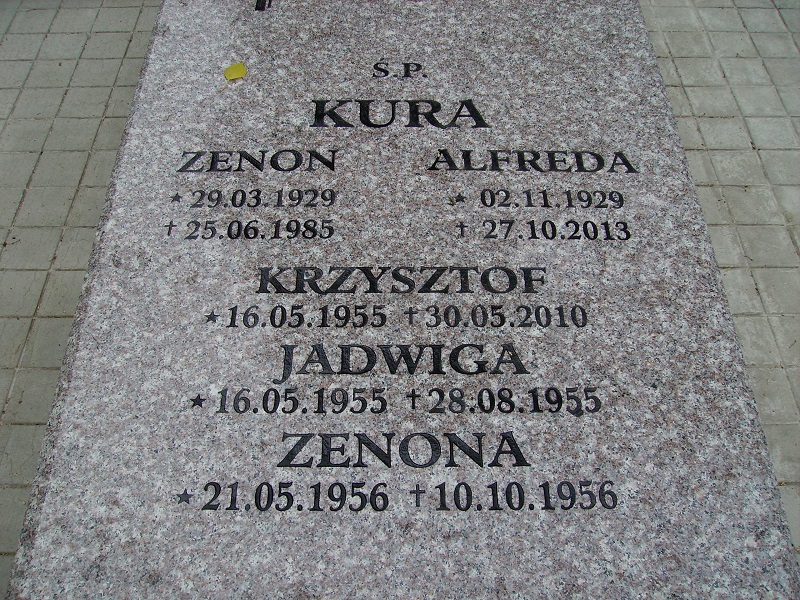 Ś.P.
KURA
ZENON ALFREDA
★ 29.03.1929 ★ 02.11.1929
† 25.06.1985 † 27.10.2013
KRZYSZTOF
★ 16.05.1955 † 30.05.2010
JADWIGA
★ 16.05.1955 † 28.08.1955
ZENONA
★ 21.05.1956 † 10.10.1956